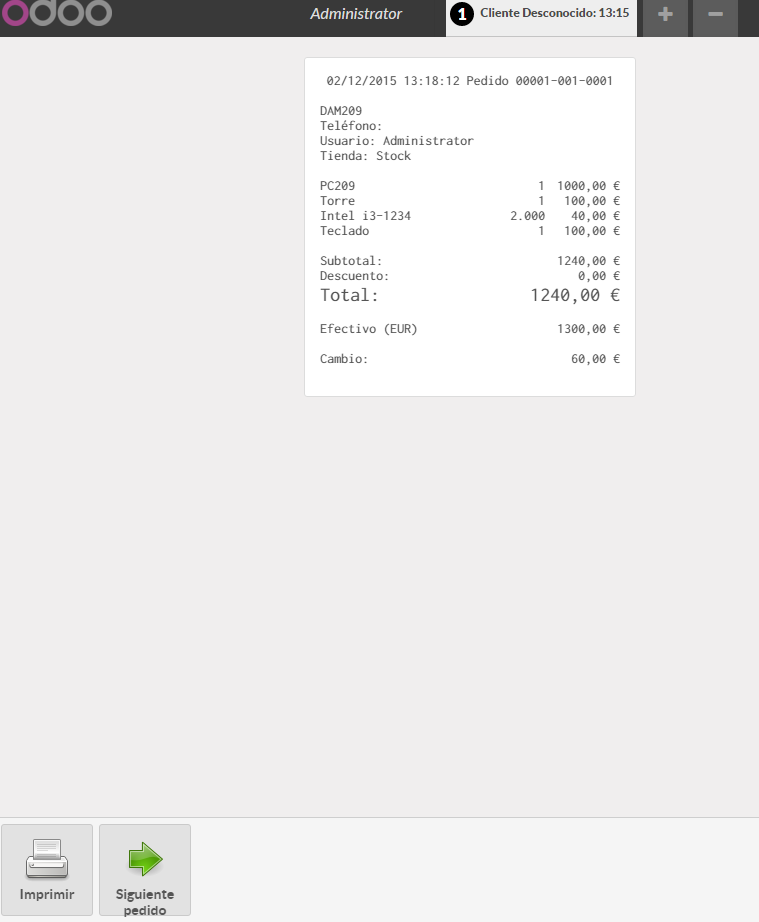 odoo
Administrator
1 Cliente Desconocido: 13:15
+ −
02/12/2015 13:18:12 Pedido 00001-001-0001
DAM209
Teléfono:
Usuario: Administrator
Tienda: Stock
PC209 1 1000,00 €
Torre 1 100,00 €
Intel i3-1234 2.000 40,00 €
Teclado 1 100,00 €
Subtotal: 1240,00 €
Descuento: 0,00 €
Total: 1240,00 €
Efectivo (EUR) 1300,00 €
Cambio: 60,00 €
Imprimir
Siguiente
pedido